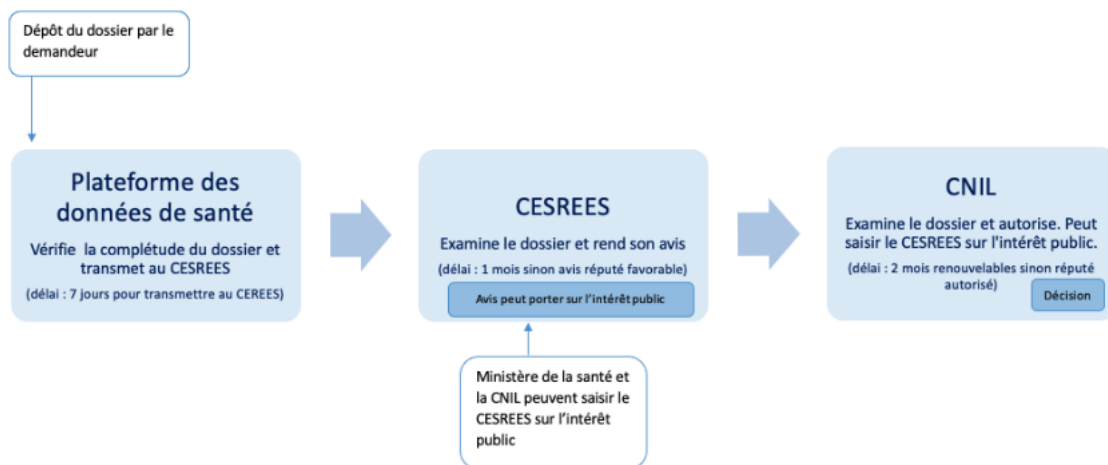 Dépôt du dossier par le
demandeur
Plateforme des
données de santé
Vérifie la complétude du dossier et
transmet au CESREES
(délai : 7 jours pour transmettre au CEREES)
CESREES
Examine le dossier et rend son avis
(délai : 1 mois sinon avis réputé favorable)
Avis peut porter sur l'intérêt public
Ministère de la santé et
la CNIL peuvent saisir le
CESREES sur l'intérêt
public
CNIL
Examine le dossier et autorise. Peut
saisir le CESREES sur l'intérêt public.
(délai : 2 mois renouvelables sinon réputé
autorisé)
Décision